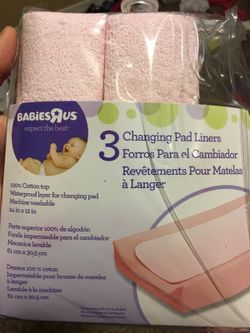 BABIES R US
expect the best
3 Changing Pad Liners
Forros Para el Cambiador
Revêtements Pour Matelas
à Langer
100% Cotton top
Waterproof layer for changing pad
Machine washable
24 in x 12 in
Parte superior 100% de algodón
Funda impermeable para el cambiador
Mecanice lavable
61 cm x 30,5 cm
Dessus 100 % coton
Imperméable pour housse de matelas
à langer
Lavable à la machine
61 cm x 30,5 cm